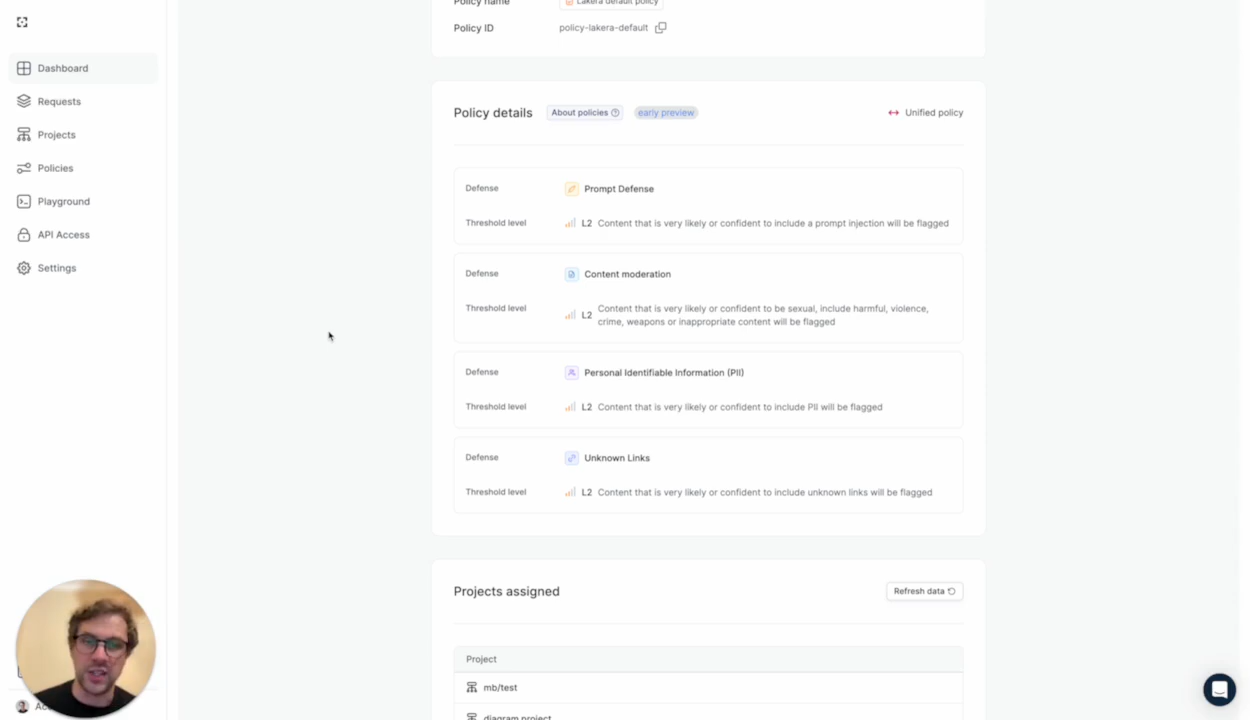 Policy name Lakera default policy
Policy ID policy-lakera-default
Dashboard
Requests
Projects
Policies
Playground
API Access
Settings
Policy details About policies early preview Unified policy
Defense Prompt Defense
Threshold level L2 Content that is very likely or confident to include a prompt injection will be flagged
Defense Content moderation
Threshold level L2 Content that is very likely or confident to be sexual, include harmful, violence,
crime, weapons or inappropriate content will be flagged
Defense Personal Identifiable Information (PII)
Threshold level L2 Content that is very likely or confident to include PII will be flagged
Defense Unknown Links
Threshold level L2 Content that is very likely or confident to include unknown links will be flagged
Projects assigned Refresh data
Project
mb/test
diagram project